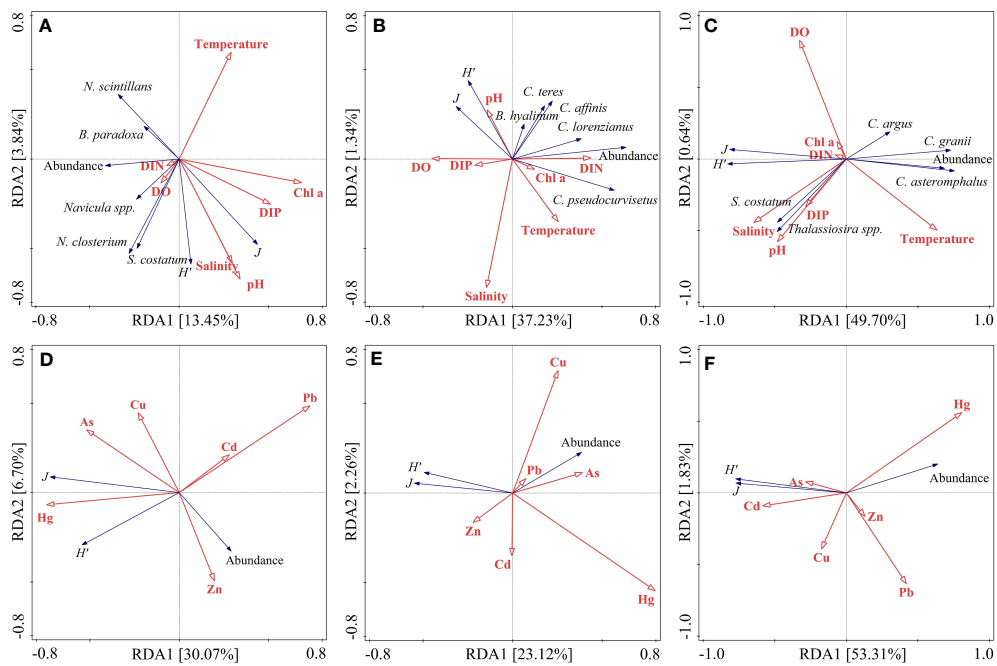 A
0.8
Temperature
N. scintillans
B. paradoxa
Abundance
DIN
DO
Chl a
DIP
Navicula spp.
N. closterium
S. costatum
H'
Salinity
J
pH
RDA2 [3.84%]
-0.8
-0.8
RDA1 [13.45%]
0.8
B
0.8
H'
J
pH
C. teres
B. hyalinum
C. affinis
C. lorenzianus
Abundance
DO
DIP
DIN
Chl a
C. pseudocurvisetus
Temperature
Salinity
RDA2 [1.34%]
-0.8
-0.8
RDA1 [37.23%]
0.8
C
1.0
DO
C. argus
Chl a
C. granii
J
DIN
Abundance
H'
C. asteromphalus
S. costatum
DIP
Salinity
Thalassiosira spp.
pH
Temperature
RDA2 [0.64%]
-1.0
-1.0
RDA1 [49.70%]
1.0
D
0.8
Pb
Cu
As
Cd
J
Hg
H'
Abundance
Zn
RDA2 [6.70%]
-0.8
-0.8
RDA1 [30.07%]
0.8
E
0.8
Cu
Abundance
Pb
As
H'
J
Zn
Cd
Hg
RDA2 [2.26%]
-0.8
-0.8
RDA1 [23.12%]
0.8
F
1.0
Hg
H'
Abundance
As
J
Cd
Zn
Cu
Pb
RDA2 [1.83%]
-1.0
-1.0
RDA1 [53.31%]
1.0